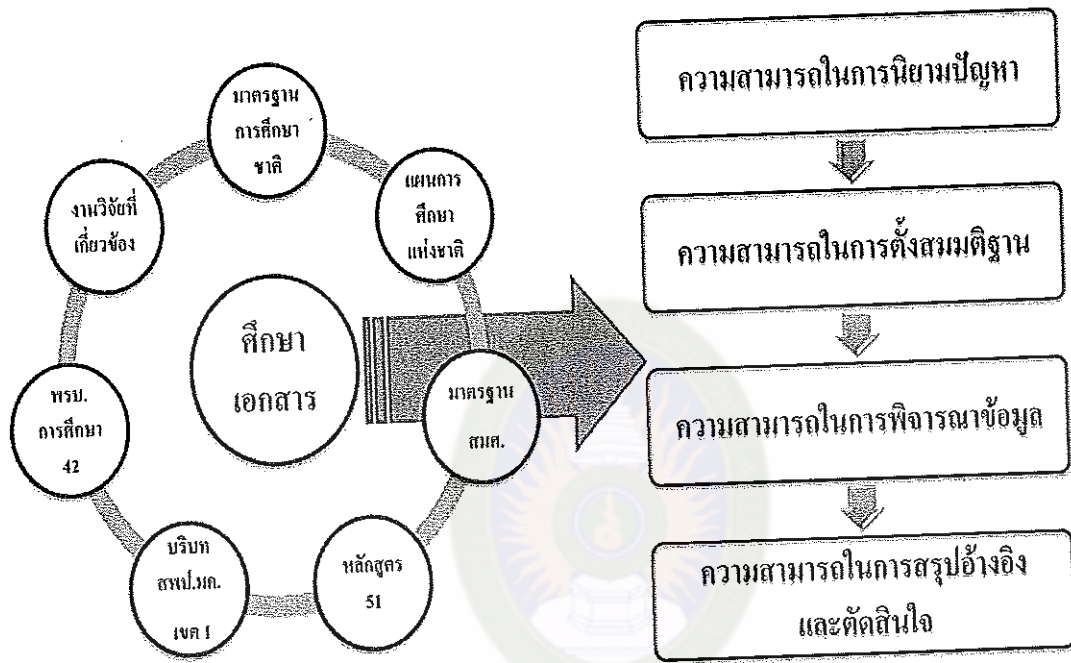 มาตรฐาน
การศึกษา
ชาติ
แผนการ
ศึกษา
แห่งชาติ
มาตรฐาน
สมศ.
หลักสูตร
51
บริบท
สพป.มค.
เขต 1
พรบ.
การศึกษา
42
งานวิจัยที่
เกี่ยวข้อง
ศึกษา
เอกสาร
ความสามารถในการนิยามปัญหา
ความสามารถในการตั้งสมมติฐาน
ความสามารถในการพิจารณาข้อมูล
ความสามารถในการสรุปอ้างอิง
และตัดสินใจ